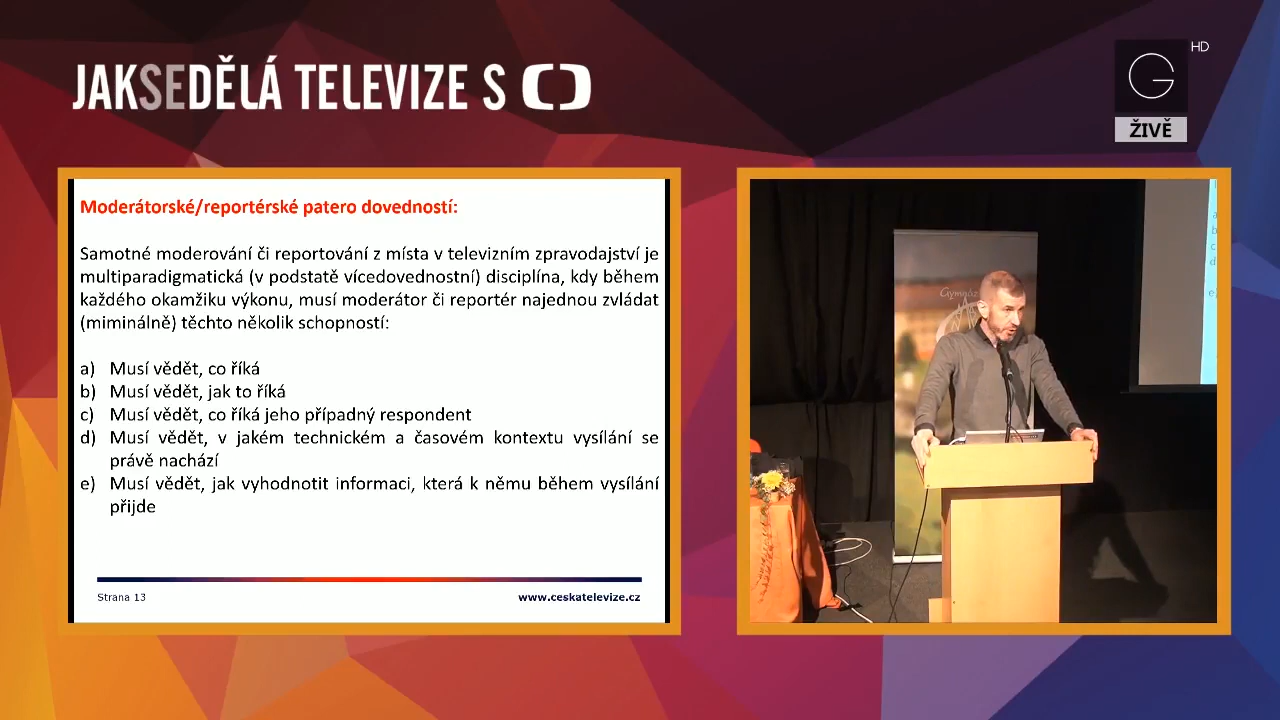 JAKSEDĚLÁ TELEVIZE S
HD
G
ŽIVĚ
Moderátorské/reportérské patero dovedností:
Samotné moderování či reportování z místa v televizním zpravodajství je
multiparadigmatická (v podstatě vícedovednostní) disciplína, kdy během
každého okamžiku výkonu, musí moderátor či reportér najednou zvládat
(miminálně) těchto několik schopností:
a) Musí vědět, co říká
b) Musí vědět, jak to říká
c) Musí vědět, co říká jeho případný respondent
d) Musí vědět, v jakém technickém a časovém kontextu vysílání se
právě nachází
e) Musí vědět, jak vyhodnotit informaci, která k němu během vysílání
přijde
Strana 13
www.ceskatelevize.cz